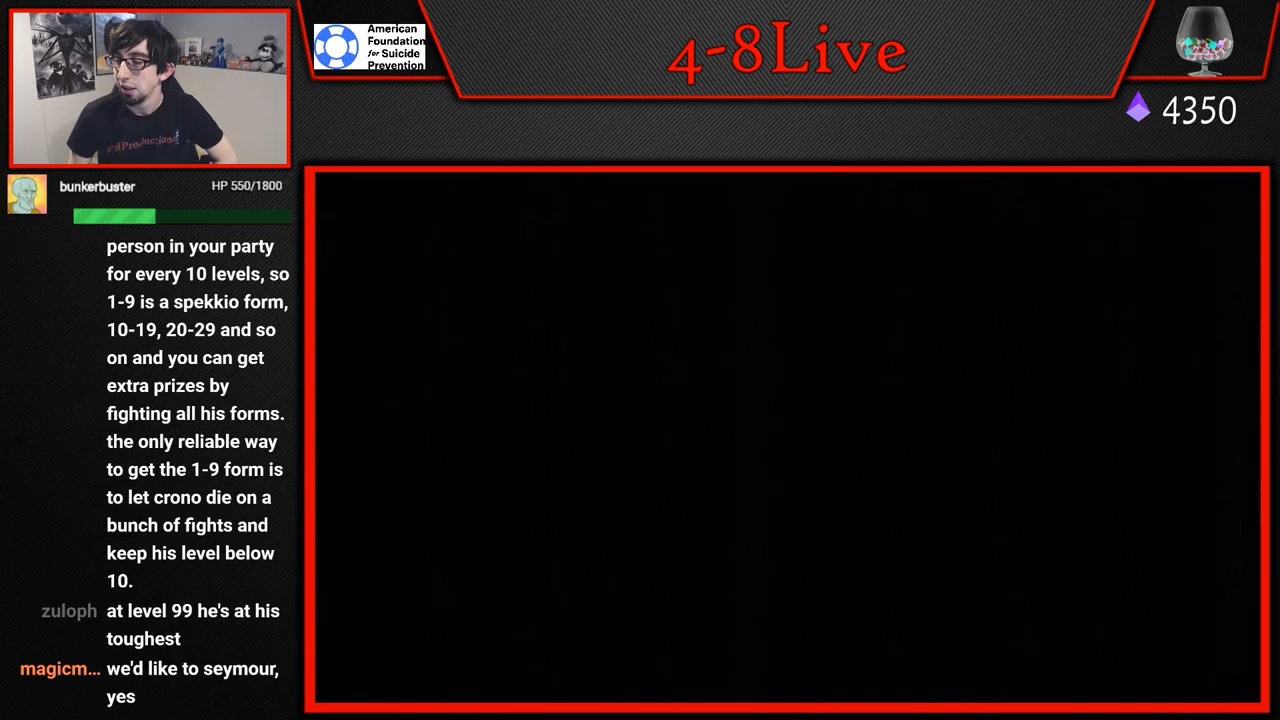 American
Foundation
for Suicide
Prevention
4-8Live
4350
4-8Productions
bunkerbuster
HP 550/1800
person in your party
for every 10 levels, so
1-9 is a spekkio form,
10-19, 20-29 and so
on and you can get
extra prizes by
fighting all his forms.
the only reliable way
to get the 1-9 form is
to let crono die on a
bunch of fights and
keep his level below
10.
zuloph at level 99 he's at his
toughest
magicm... we'd like to seymour,
yes